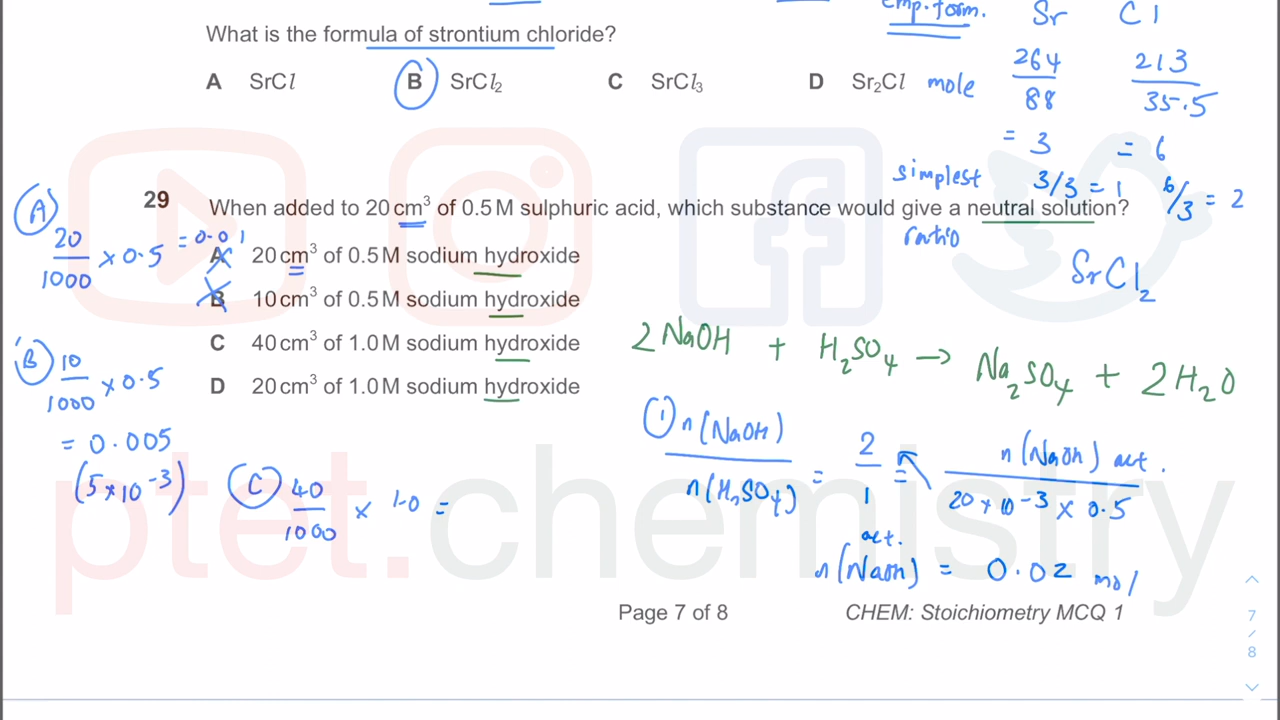 emp. form. Sr Cl
What is the formula of strontium chloride?
A SrCl B SrCl₂ C SrCl₃ D Sr₂Cl
mole 264/88 213/35.5
= 3 = 6
simplest ratio 3/3 = 1 6/3 = 2
SrCl₂
29 When added to 20 cm³ of 0.5 M sulphuric acid, which substance would give a neutral solution?
A 20 cm³ of 0.5 M sodium hydroxide
B 10 cm³ of 0.5 M sodium hydroxide
C 40 cm³ of 1.0 M sodium hydroxide
D 20 cm³ of 1.0 M sodium hydroxide
(A)
20/1000 × 0.5 = 0.01
(B) 10/1000 × 0.5
= 0.005
(5×10⁻³)
(C) 40/1000 × 1.0 =
2NaOH + H₂SO₄ → Na₂SO₄ + 2H₂O
(1) n(NaOH)/n(H₂SO₄) = 2/1 = n(NaOH) act./20×10⁻³ × 0.5
act.
n(NaOH) = 0.02 mol
ptet.chemistry
Page 7 of 8 CHEM: Stoichiometry MCQ 1
7
/
8